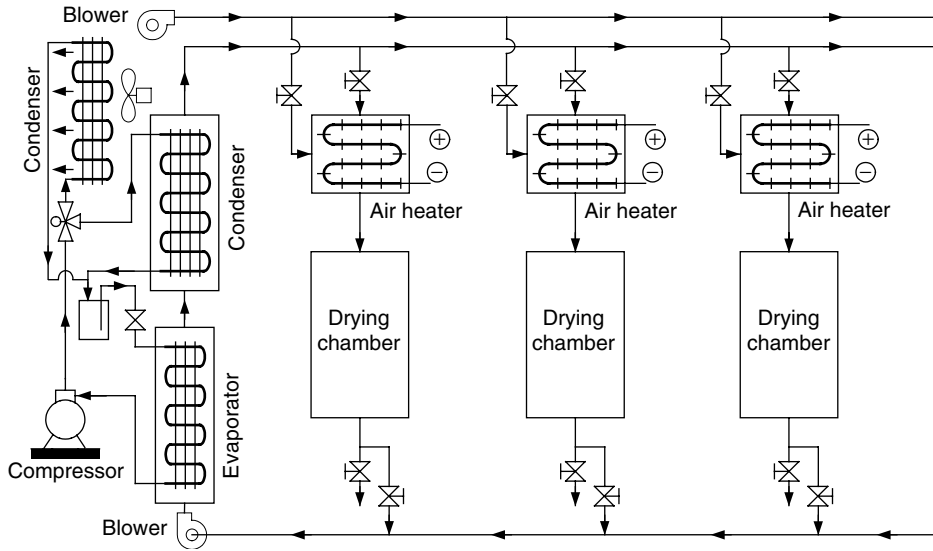 Blower
Condenser
Condenser
+
−
Air heater
+
−
Air heater
+
−
Air heater
Drying
chamber
Drying
chamber
Drying
chamber
Evaporator
Compressor
Blower